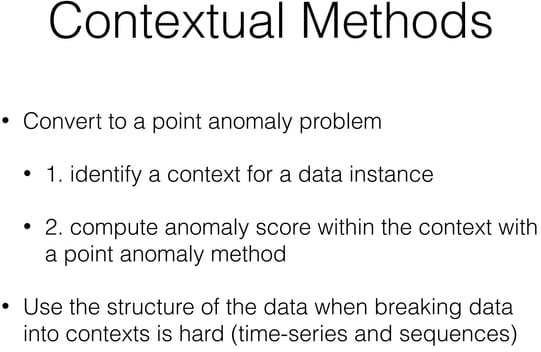 Contextual Methods
• Convert to a point anomaly problem
• 1. identify a context for a data instance
• 2. compute anomaly score within the context with
a point anomaly method
• Use the structure of the data when breaking data
into contexts is hard (time-series and sequences)